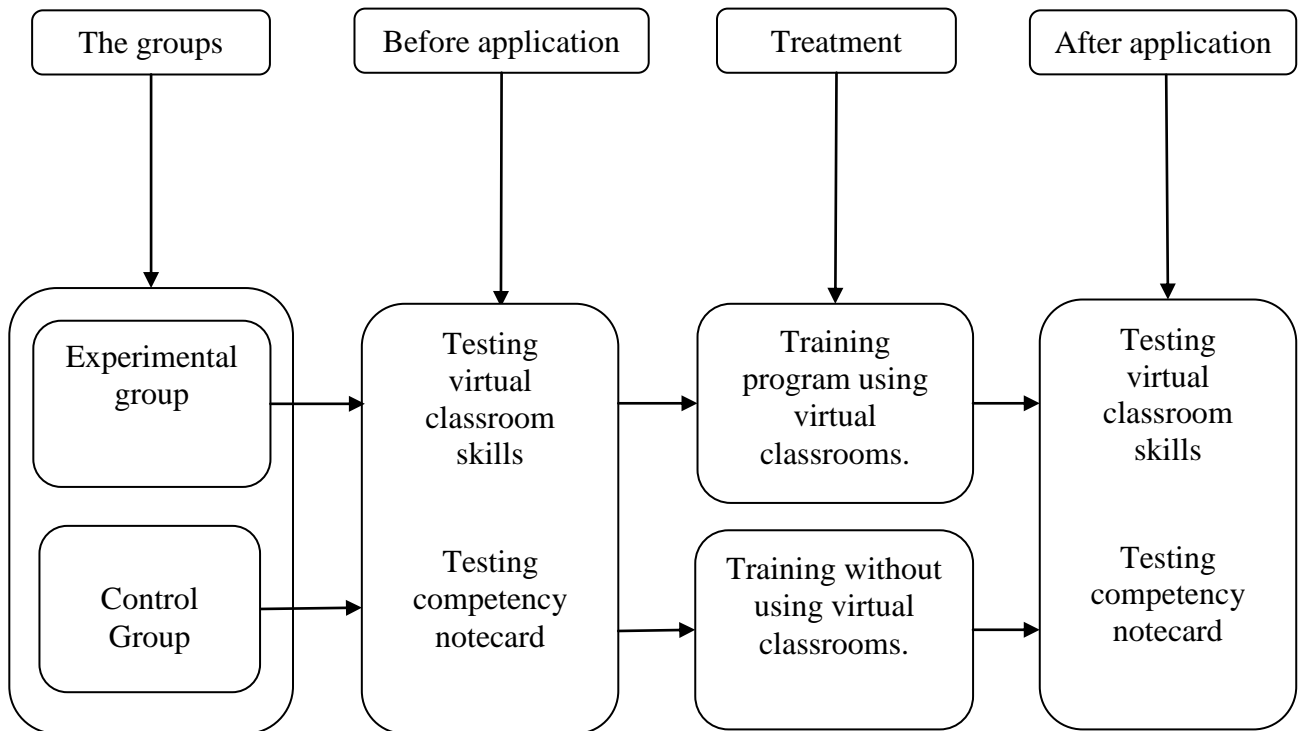 The groups
Before application
Treatment
After application
Experimental
group
Testing
virtual
classroom
skills
Training
program using
virtual
classrooms.
Testing
virtual
classroom
skills
Control
Group
Testing
competency
notecard
Training without
using virtual
classrooms.
Testing
competency
notecard